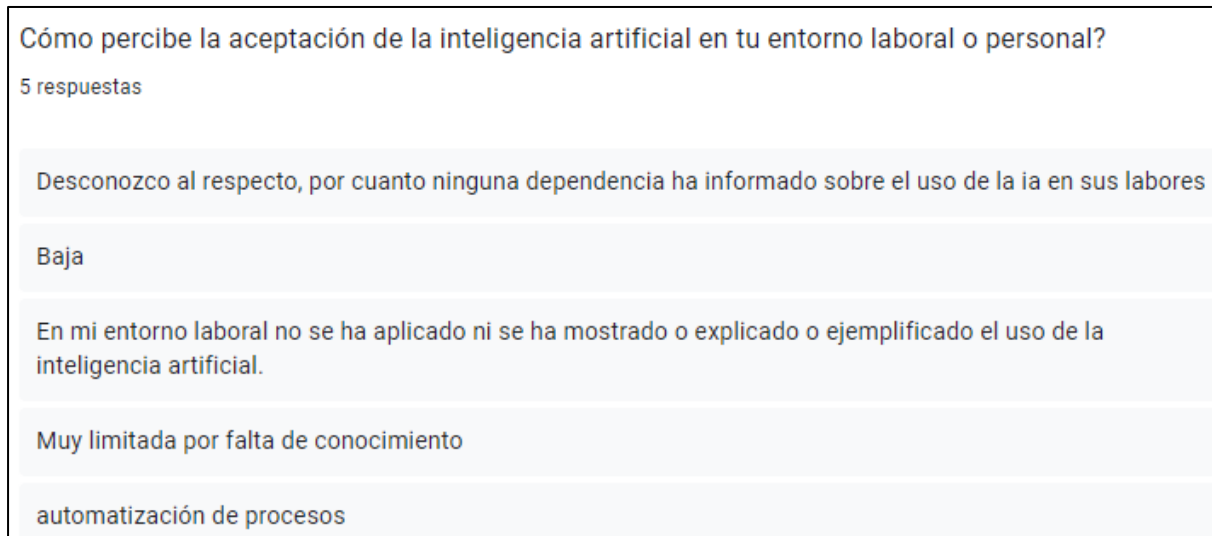 Cómo percibe la aceptación de la inteligencia artificial en tu entorno laboral o personal?
5 respuestas
Desconozco al respecto, por cuanto ninguna dependencia ha informado sobre el uso de la ia en sus labores
Baja
En mi entorno laboral no se ha aplicado ni se ha mostrado o explicado o ejemplificado el uso de la
inteligencia artificial.
Muy limitada por falta de conocimiento
automatización de procesos